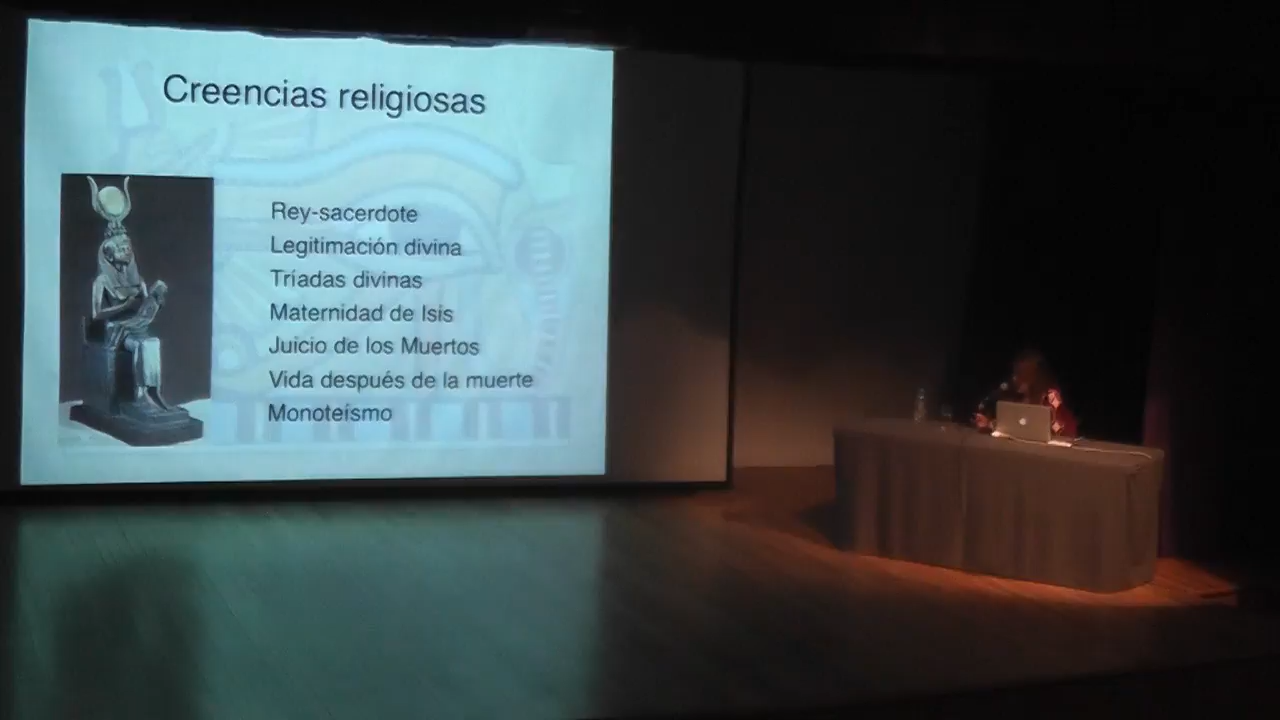 Creencias religiosas
Rey-sacerdote
Legitimación divina
Tríadas divinas
Maternidad de Isis
Juicio de los Muertos
Vida después de la muerte
Monoteísmo